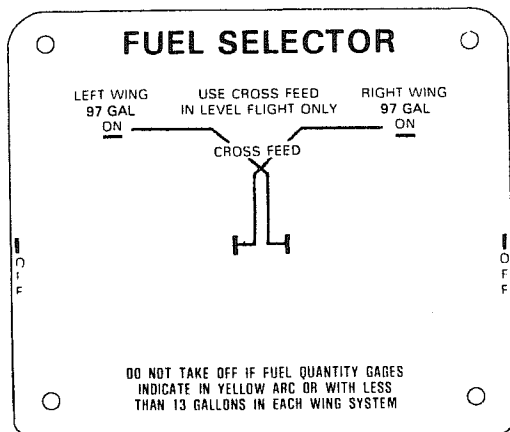 FUEL SELECTOR
LEFT WING
97 GAL
ON
USE CROSS FEED
IN LEVEL FLIGHT ONLY
RIGHT WING
97 GAL
ON
CROSS FEED
OFF
OFF
DO NOT TAKE OFF IF FUEL QUANTITY GAGES
INDICATE IN YELLOW ARC OR WITH LESS
THAN 13 GALLONS IN EACH WING SYSTEM